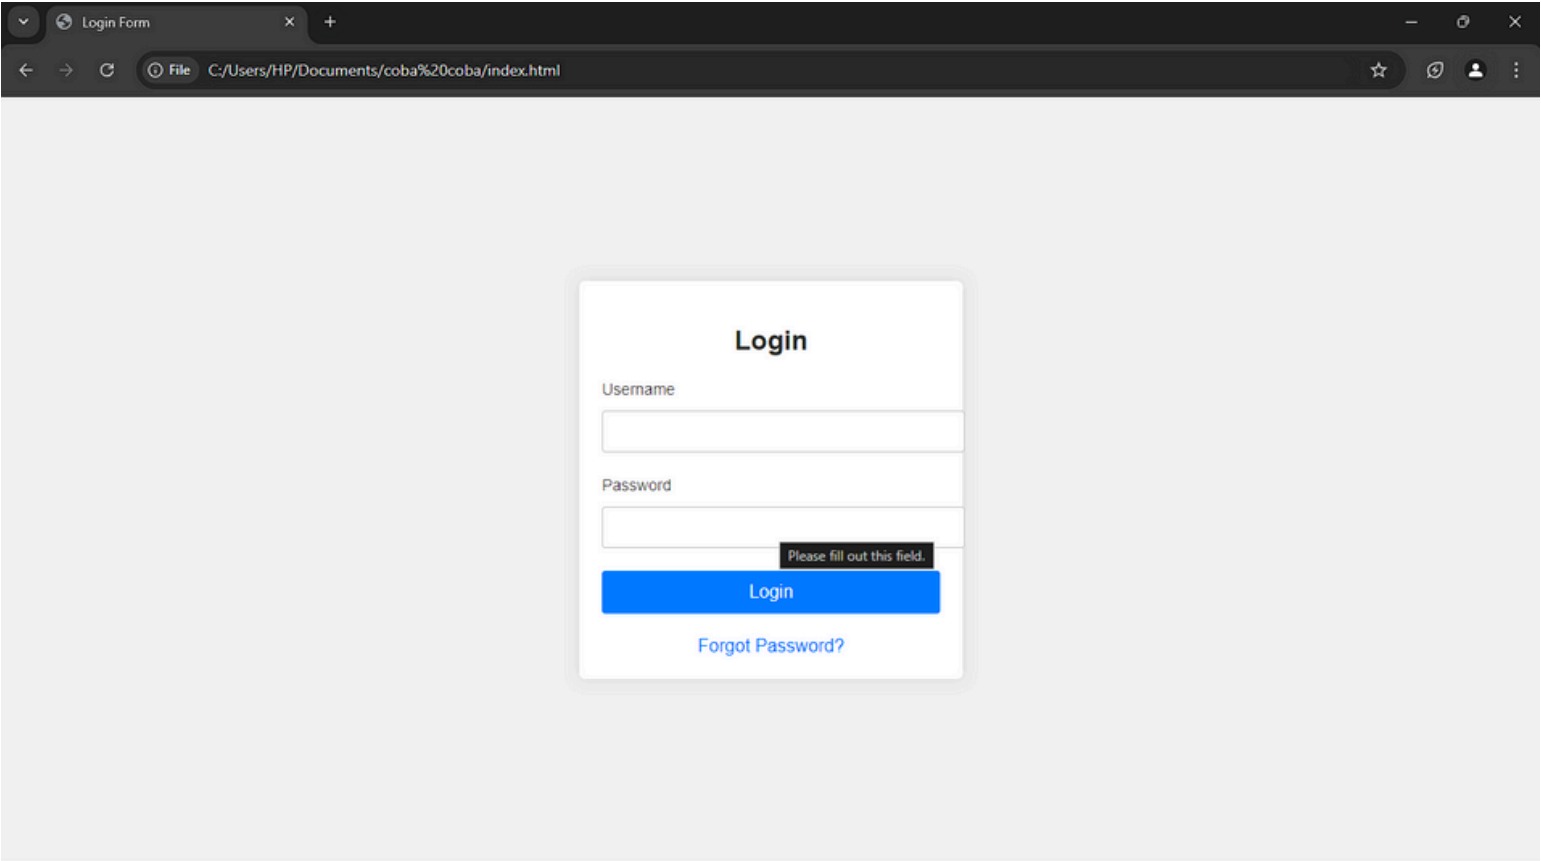 Login Form
File C:/Users/HP/Documents/coba%20coba/index.html
Login
Username
Password
Please fill out this field.
Login
Forgot Password?